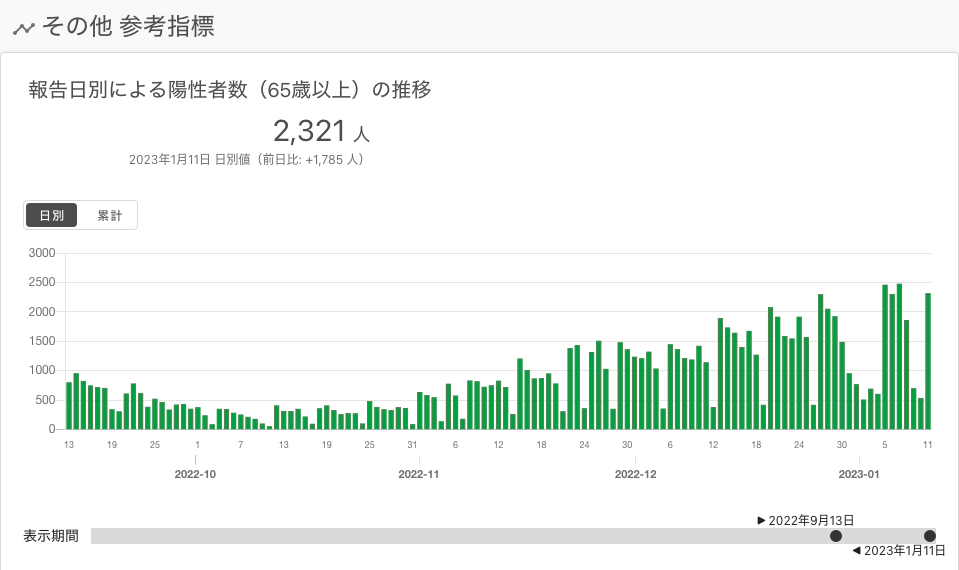 その他 参考指標
報告日別による陽性者数（65歳以上）の推移
2,321 人
2023年1月11日 日別値（前日比: +1,785 人）
日別 累計
3000
2500
2000
1500
1000
500
0
13 19 25 1 7 13 19 25 31 6 12 18 24 30 6 12 18 24 30 5 11
2022-10 2022-11 2022-12 2023-01
▶ 2022年9月13日
表示期間
◀ 2023年1月11日